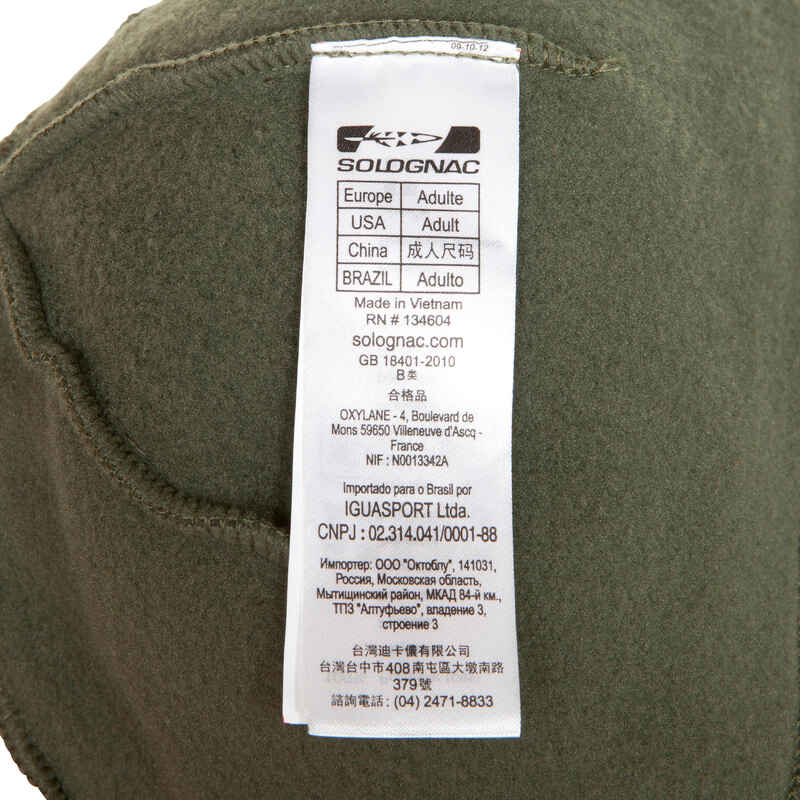 09-10-12
SOLOGNAC
Europe Adulte
USA Adult
China 成人尺码
BRAZIL Adulto
Made in Vietnam
RN # 134604
solognac.com
GB 18401-2010
B类
合格品
OXYLANE - 4, Boulevard de
Mons 59650 Villeneuve d'Ascq -
France
NIF : N0013342A
Importado para o Brasil por
IGUASPORT Ltda.
CNPJ : 02.314.041/0001-88
Импортер: ООО "Октоблу", 141031,
Россия, Московская область,
Мытищинский район, МКАД 84-й км.,
ТПЗ "Алтуфьево", владение 3,
строение 3
台灣迪卡儂有限公司
台灣台中市408南屯區大墩南路
379號
諮詢電話 : (04) 2471-8833